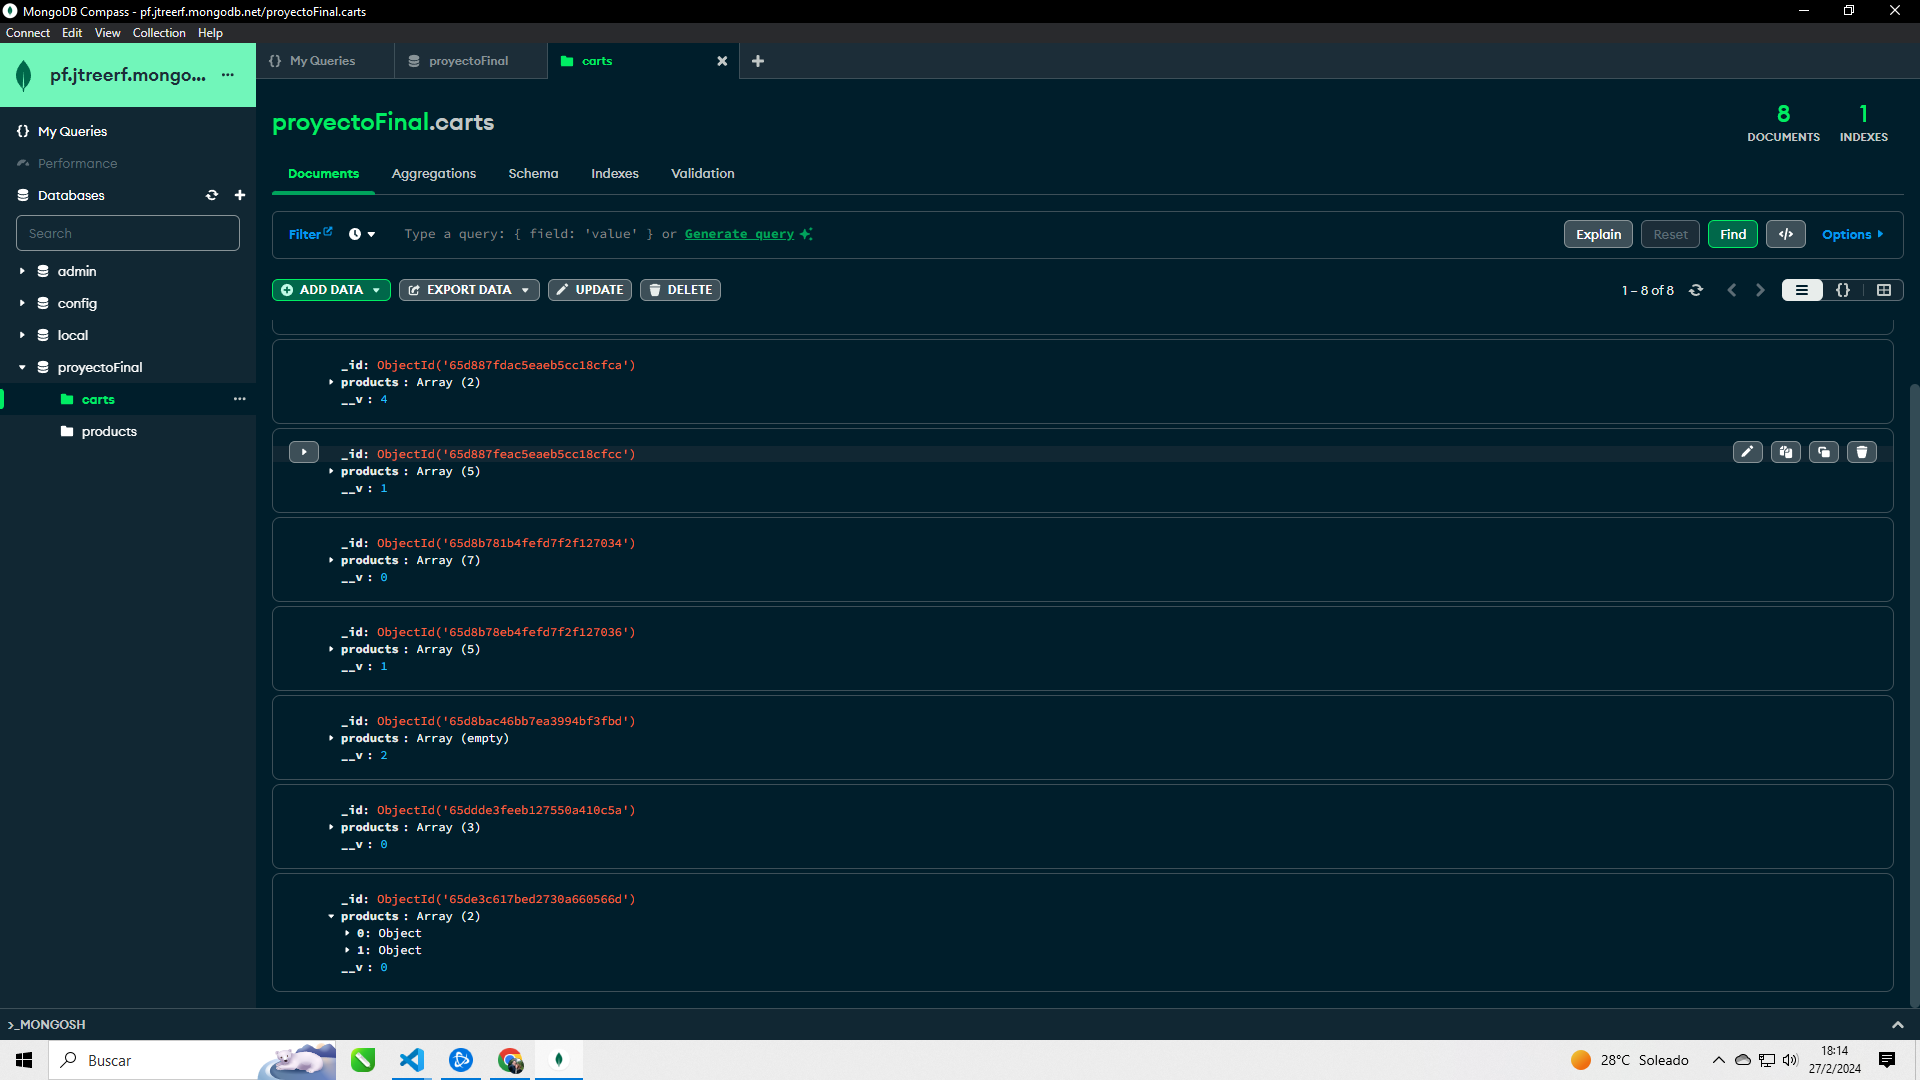 MongoDB Compass - pf.jtreerf.mongodb.net/proyectoFinal.carts
Connect Edit View Collection Help
pf.jtreerf.mongo... ...
{} My Queries
Performance
Databases
Search
admin
config
local
proyectoFinal
carts ...
products
{} My Queries
proyectoFinal
carts
proyectoFinal.carts
8
DOCUMENTS
1
INDEXES
Documents Aggregations Schema Indexes Validation
Filter Type a query: { field: 'value' } or Generate query Explain Reset Find </> Options
ADD DATA EXPORT DATA UPDATE DELETE 1 – 8 of 8 {}
_id: ObjectId('65d887fdac5eaeb5cc18cfca')
products : Array (2)
__v : 4
_id: ObjectId('65d887feac5eaeb5cc18cfcc')
products : Array (5)
__v : 1
_id: ObjectId('65d8b781b4fefd7f2f127034')
products : Array (7)
__v : 0
_id: ObjectId('65d8b78eb4fefd7f2f127036')
products : Array (5)
__v : 1
_id: ObjectId('65d8bac46bb7ea3994bf3fbd')
products : Array (empty)
__v : 2
_id: ObjectId('65ddde3feeb127550a410c5a')
products : Array (3)
__v : 0
_id: ObjectId('65de3c617bed2730a660566d')
products : Array (2)
0: Object
1: Object
__v : 0
>_MONGOSH
Buscar
28°C Soleado
18:14
27/2/2024